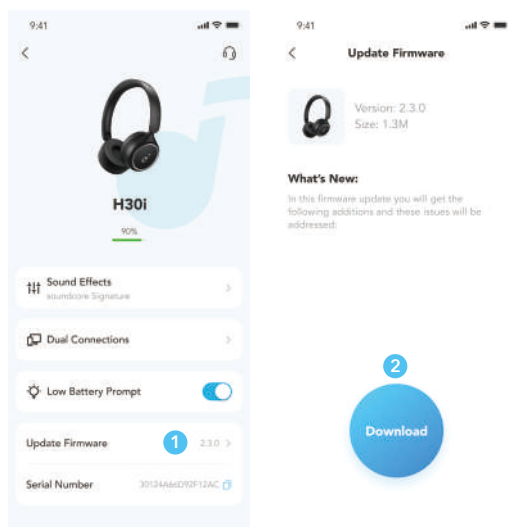 9:41
H30i
90%
Sound Effects
soundcore Signature
Dual Connections
Low Battery Prompt
Update Firmware
1
2.3.0
Serial Number
30124A66D92F12AC
9:41
Update Firmware
Version: 2.3.0
Size: 1.3M
What's New:
In this firmware update you will get the
following additions and these issues will be
addressed:
2
Download